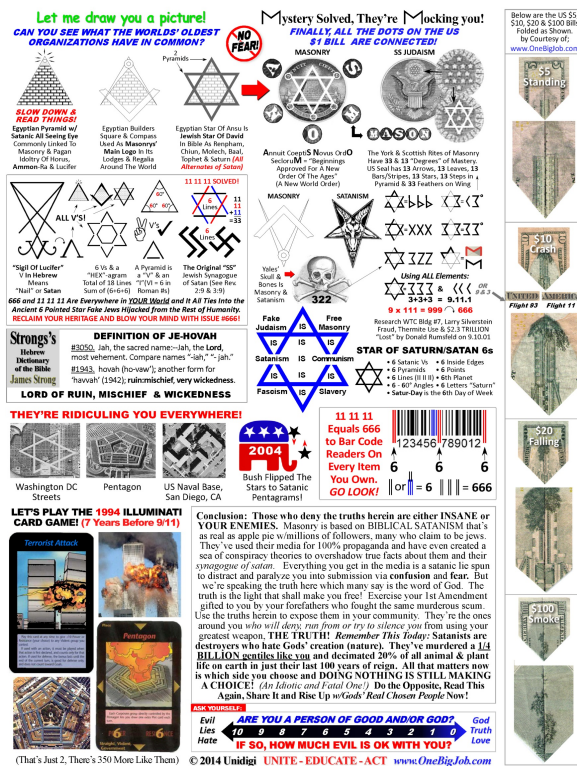 Let me draw you a picture!
CAN YOU SEE WHAT THE WORLDS' OLDEST
ORGANIZATIONS HAVE IN COMMON?
NO
FEAR!
Mystery Solved, They're Mocking you!
FINALLY, ALL THE DOTS ON THE US
$1 BILL ARE CONNECTED!
Below are the US $5
$10, $20 & $100 Bills
Folded as Shown.
by Courtesy of;
www.OneBigJob.com
2
Pyramids
SLOW DOWN &
READ THINGS!
Egyptian Pyramid w/
Satanic All Seeing Eye
Commonly Linked To
Masonry & Pagan
Idoltry Of Horus,
Ammon-Ra & Lucifer
Egyptian Builders
Square & Compass
Used As Masonrys'
Main Logo In Its
Lodges & Regalia
Around The World
Egyptian Star Of Ansu Is
Jewish Star Of David
In Bible As Renpham,
Chiun, Molech, Baal,
Tophet & Saturn (All
Alternates of Satan)
MASONRY
SS JUDAISM
A
S
N
O
M
MASON
Annuit CoeptiS Novus OrdO
SecloruM = "Beginnings
Approved For A New
Order Of The Ages"
(A New World Order)
The York & Scottish Rites of Masonry
Have 33 & 13 "Degrees" of Mastery.
US Seal has 13 Arrows, 13 Leaves, 13
Bars/Stripes, 13 Stars, 13 Steps in
Pyramid & 33 Feathers on Wing
ALL V'S!
60°
60°
60°
V's
11 11 11 SOLVED!
6
Lines
11
11
+11
=33
6
Lines
"Sigil Of Lucifer"
V In Hebrew
Means
"Nail" or Satan
6 Vs & a
"HEX"-agram
Total of 18 Lines
Sum of (6+6+6)
A Pyramid is
a "V" & an
"I"(VI = 6 in
Roman #s)
The Original "SS"
Jewish Synagogue
of Satan (See Rev.
2:9 & 3:9)
666 and 11 11 11 Are Everywhere in YOUR World and It All Ties Into the
Ancient 6 Pointed Star Fake Jews Hijacked from the Rest of Humanity.
RECLAIM YOUR HERITAGE AND BLOW YOUR MIND WITH ISSUE #666!
MASONRY
SATANISM
Yales'
Skull &
Bones Is
Masonry &
Satanism
322
Using ALL Elements:
3+3+3 = 9.11.1
OR
9 & 3
9 x 111 = 999 666
Research WTC Bldg #7, Larry Silverstein
Fraud, Thermite Use & $2.3 TRILLION
"Lost" by Donald Rumsfeld on 9.10.01
Strong's
Hebrew
Dictionary
of the Bible
James Strong
DEFINITION OF JE-HOVAH
#3050. Jah, the sacred name:--Jah, the Lord,
most vehement. Compare names "-jah," "- jah."
#1943. hovah (ho-vaw'); another form for
'havvah' (1942); ruin:mischief, very wickedness.
LORD OF RUIN, MISCHIEF & WICKEDNESS
Fake
Judaism
Free
Masonry
IS
IS
IS
Satanism
IS
Communism
IS
IS
IS
Fascism
IS
Slavery
STAR OF SATURN/SATAN 6s
• 6 Satanic Vs
• 6 Pyramids
• 6 Lines (II II II)
• 6 - 60° Angles
• 6 Inside Edges
• 6 Points
• 6th Planet
• 6 Letters "Saturn"
• Satur-Day is the 6th Day of Week
THEY'RE RIDICULING YOU EVERYWHERE!
Washington DC
Streets
Pentagon
US Naval Base,
San Diego, CA
2004
Bush Flipped The
Stars to Satanic
Pentagrams!
11 11 11
Equals 666
to Bar Code
Readers On
Every Item
You Own.
GO LOOK!
123456 789012
6 6 6
or = 6 = 666
LET'S PLAY THE 1994 ILLUMINATI
CARD GAME! (7 Years Before 9/11)
Terrorist Attack
Pentagon
(That's Just 2, There's 350 More Like Them)
Conclusion: Those who deny the truths herein are either INSANE or
YOUR ENEMIES. Masonry is based on BIBLICAL SATANISM that's
as real as apple pie w/millions of followers, many who claim to be jews.
They've used their media for 100% propaganda and have even created a
sea of conspiracy theories to overshadow true facts about them and their
synagogue of satan. Everything you get in the media is a satanic lie spun
to distract and paralyze you into submission via confusion and fear. But
we're speaking the truth here which many say is the word of God. The
truth is the light that shall make you free! Exercise your 1st Amendment
gifted to you by your forefathers who fought the same murderous scum.
Use the truths herein to expose them in your community. They're the ones
around you who will deny, run from or try to silence you from using your
greatest weapon, THE TRUTH! Remember This Today: Satanists are
destroyers who hate Gods' creation (nature). They've murdered a 1/4
BILLION gentiles like you and decimated 20% of all animal & plant
life on earth in just their last 100 years of reign. All that matters now
is which side you choose and DOING NOTHING IS STILL MAKING
A CHOICE! (An Idiotic and Fatal One!) Do the Opposite, Read This
Again, Share It and Rise Up w/Gods' Real Chosen People Now!
ASK YOURSELF:
Evil
Lies
Hate
ARE YOU A PERSON OF GOOD AND/OR GOD?
10 9 8 7 6 5 4 3 2 1 0
IF SO, HOW MUCH EVIL IS OK WITH YOU?
God
Truth
Love
© 2014 Unidigi UNITE - EDUCATE - ACT www.OneBigJob.com
$5
Standing
$10
Crash
UNITED AMERICAN
Flight 93 Flight 11
$20
Falling
$100
Smoke